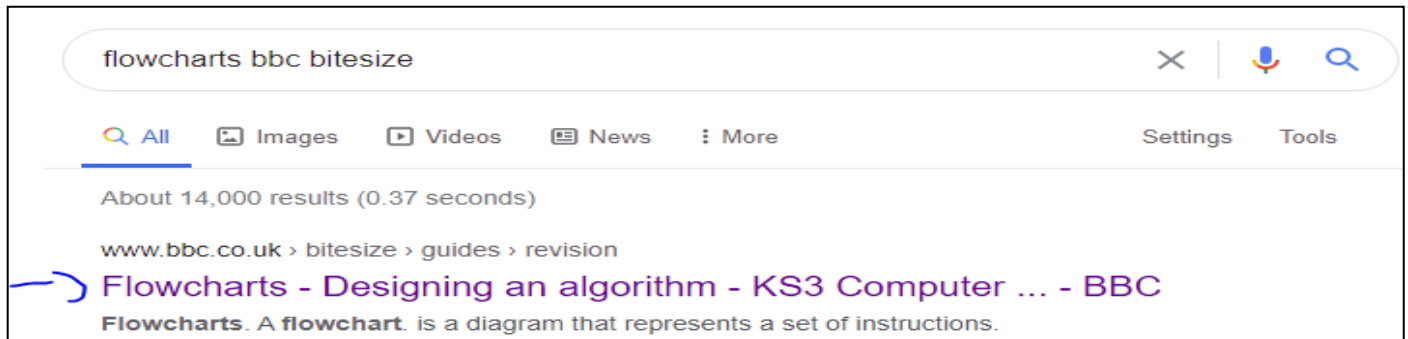 flowcharts bbc bitesize
All Images Videos News More Settings Tools
About 14,000 results (0.37 seconds)
www.bbc.co.uk › bitesize › guides › revision
Flowcharts - Designing an algorithm - KS3 Computer ... - BBC
Flowcharts. A flowchart. is a diagram that represents a set of instructions.